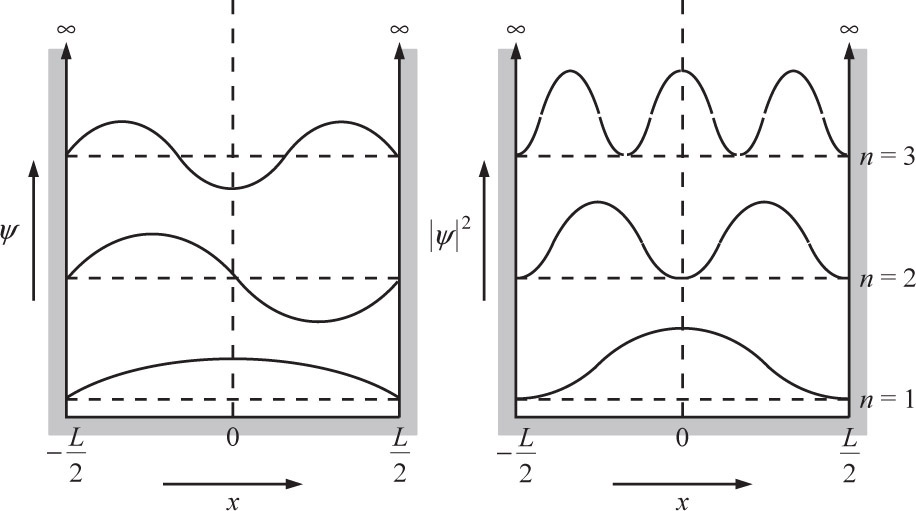 ∞ ∞ ∞ ∞
n = 3
ψ |ψ|² n = 2
n = 1
-L/2 0 L/2 -L/2 0 L/2
x x